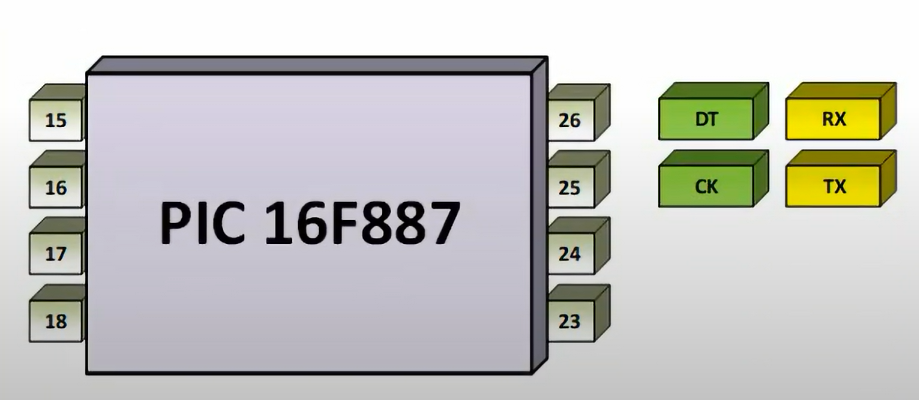 15 26 DT RX
16 25 CK TX
PIC 16F887
17 24
18 23